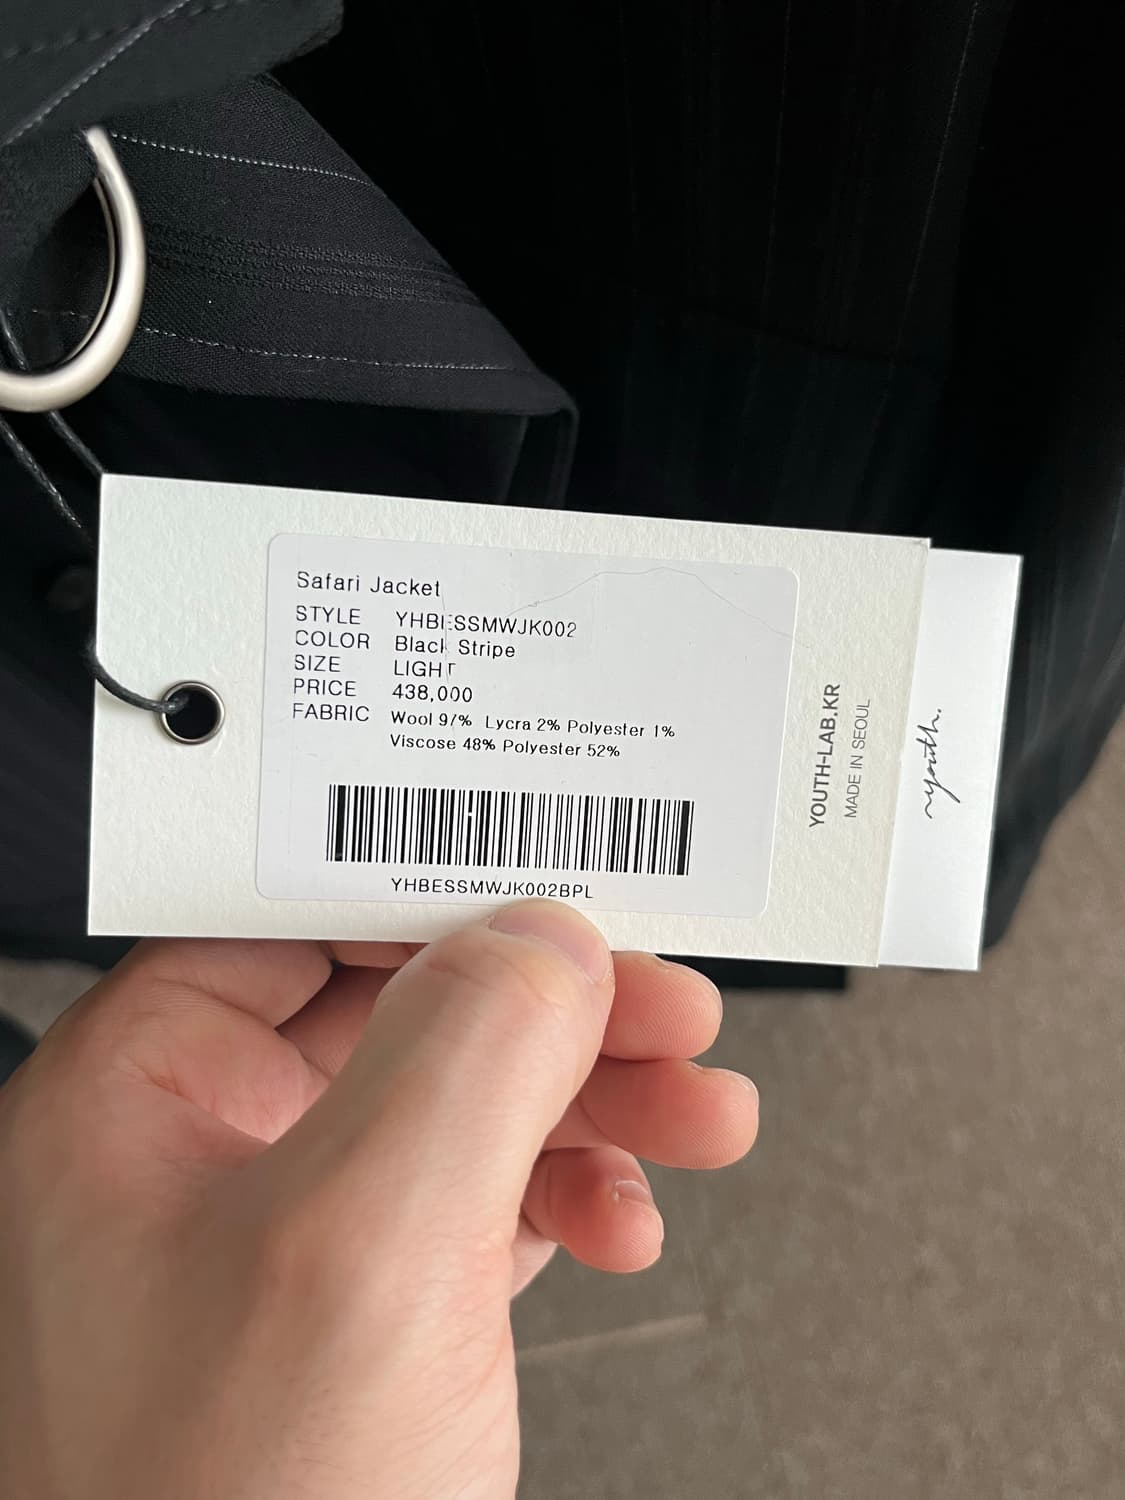 Safari Jacket
STYLE YHBESSMWJK002
COLOR Black Stripe
SIZE LIGHT
PRICE 438,000
FABRIC Wool 97% Lycra 2% Polyester 1%
Viscose 48% Polyester 52%
YHBESSMWJK002BPL
YOUTH-LAB.KR
MADE IN SEOUL
youth.